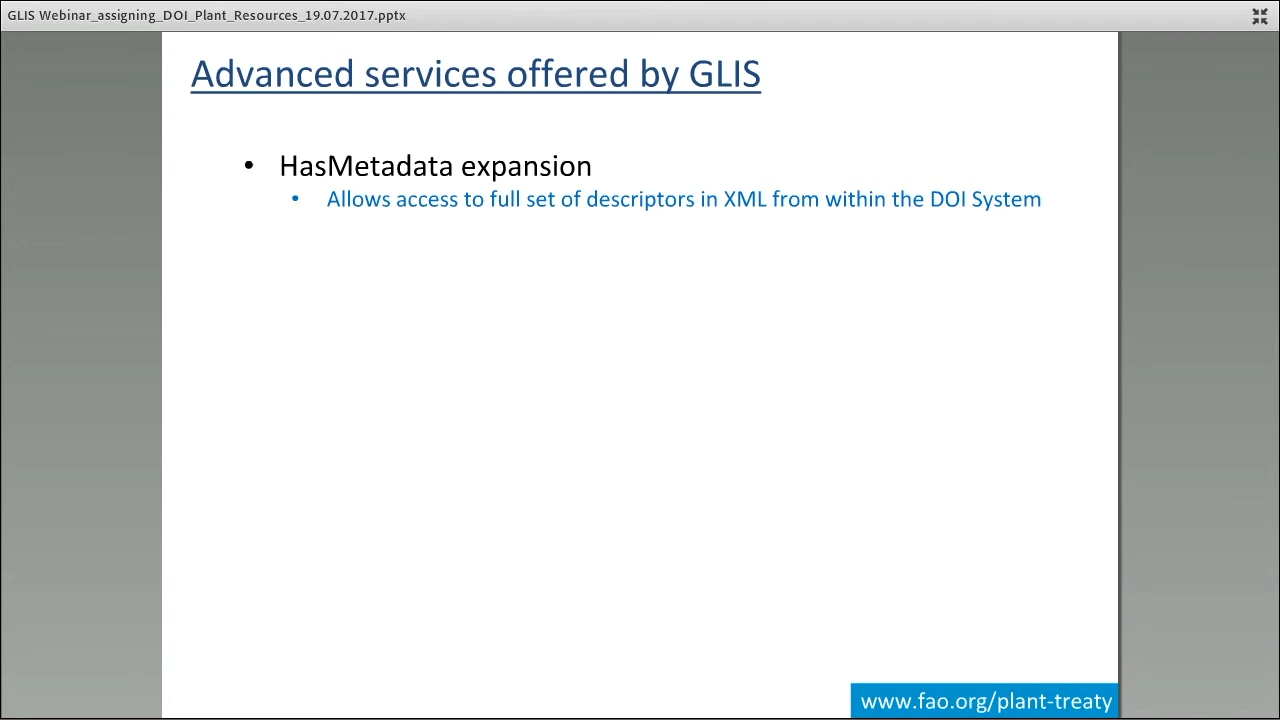 GLIS Webinar_assigning_DOI_Plant_Resources_19.07.2017.pptx
Advanced services offered by GLIS
• HasMetadata expansion
• Allows access to full set of descriptors in XML from within the DOI System
www.fao.org/plant-treaty